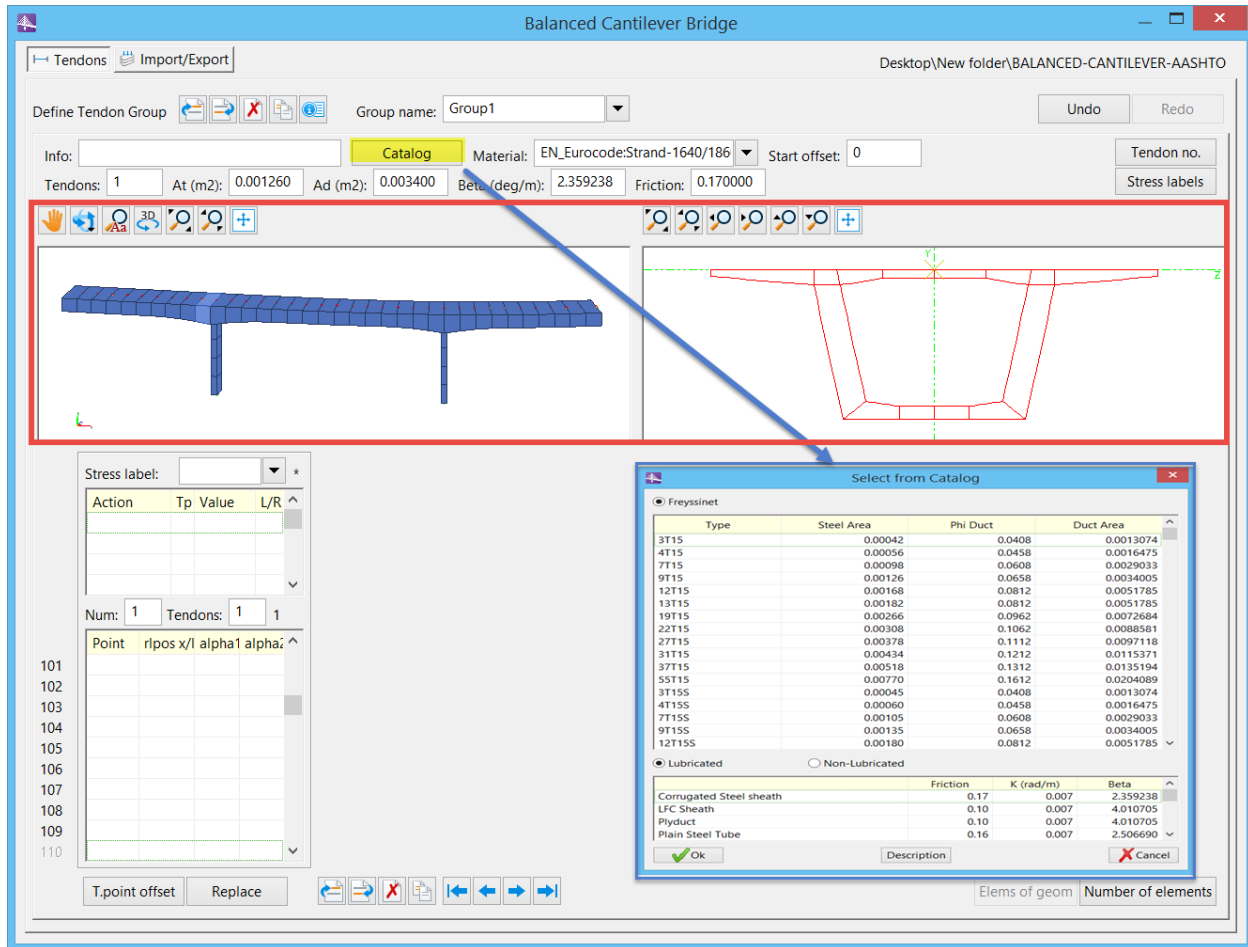 Balanced Cantilever Bridge
Tendons Import/Export
Desktop\New folder\BALANCED-CANTILEVER-AASHTO
Define Tendon Group Group name: Group1 Undo Redo
Info: Catalog Material: EN_Eurocode:Strand-1640/186 Start offset: 0 Tendon no.
Tendons: 1 At (m2): 0.001260 Ad (m2): 0.003400 Beta (deg/m): 2.359238 Friction: 0.170000 Stress labels
Aa 3D
Y
Z
Stress label: *
Action Tp Value L/R
Num: 1 Tendons: 1 1
Point rlpos x/l alpha1 alpha2
101
102
103
104
105
106
107
108
109
110
T.point offset Replace Elems of geom Number of elements
Select from Catalog
Freyssinet
Type Steel Area Phi Duct Duct Area
3T15 0.00042 0.0408 0.0013074
4T15 0.00056 0.0458 0.0016475
7T15 0.00098 0.0608 0.0029033
9T15 0.00126 0.0658 0.0034005
12T15 0.00168 0.0812 0.0051785
13T15 0.00182 0.0812 0.0051785
19T15 0.00266 0.0962 0.0072684
22T15 0.00308 0.1062 0.0088581
27T15 0.00378 0.1112 0.0097118
31T15 0.00434 0.1212 0.0115371
37T15 0.00518 0.1312 0.0135194
55T15 0.00770 0.1612 0.0204089
3T15S 0.00045 0.0408 0.0013074
4T15S 0.00060 0.0458 0.0016475
7T15S 0.00105 0.0608 0.0029033
9T15S 0.00135 0.0658 0.0034005
12T15S 0.00180 0.0812 0.0051785
Lubricated Non-Lubricated
Friction K (rad/m) Beta
Corrugated Steel sheath 0.17 0.007 2.359238
LFC Sheath 0.10 0.007 4.010705
Plyduct 0.10 0.007 4.010705
Plain Steel Tube 0.16 0.007 2.506690
Ok Description Cancel